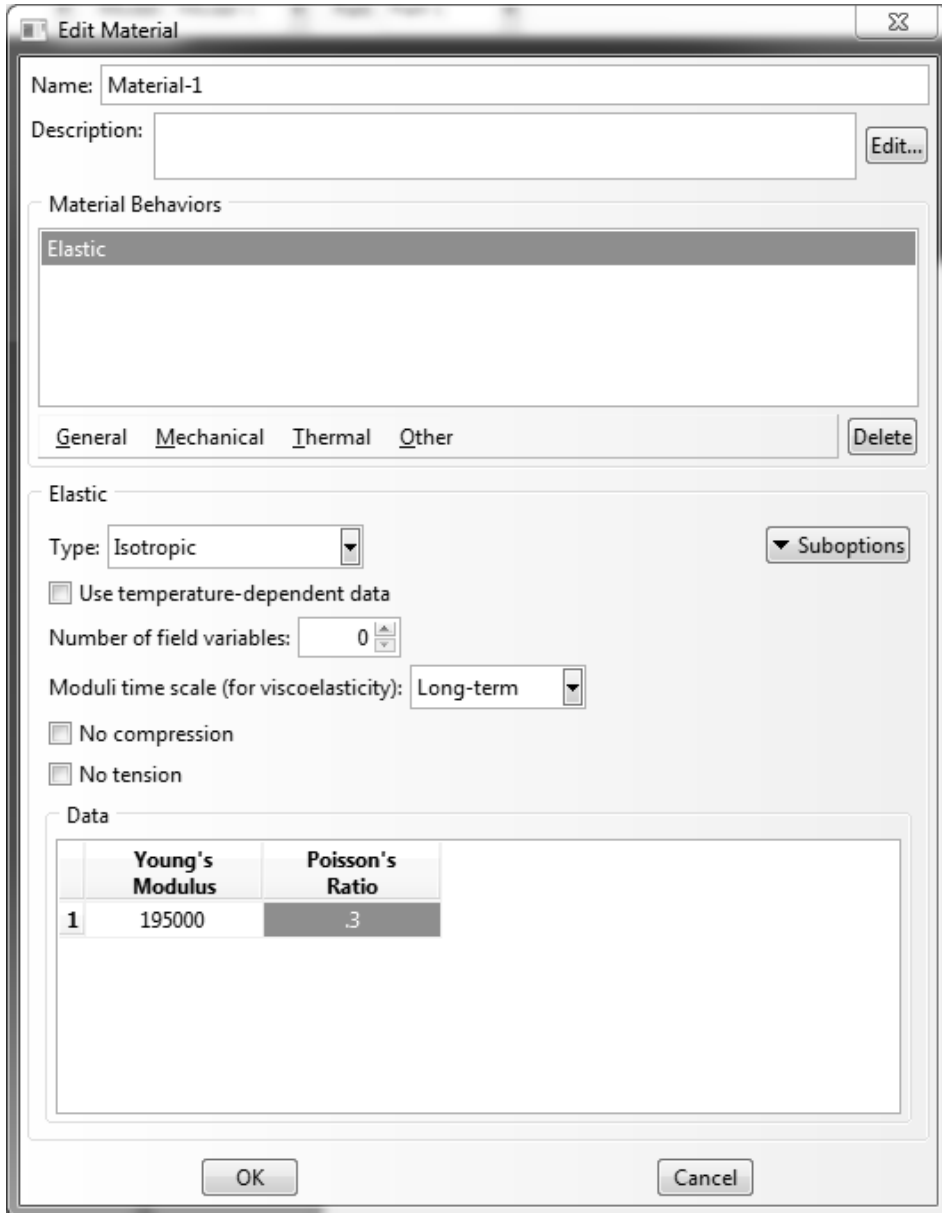 Edit Material
Name: Material-1
Description:
Edit...
Material Behaviors
Elastic
General Mechanical Thermal Other Delete
Elastic
Type: Isotropic Suboptions
Use temperature-dependent data
Number of field variables: 0
Moduli time scale (for viscoelasticity): Long-term
No compression
No tension
Data
Young's Poisson's
Modulus Ratio
1 195000 .3
OK Cancel